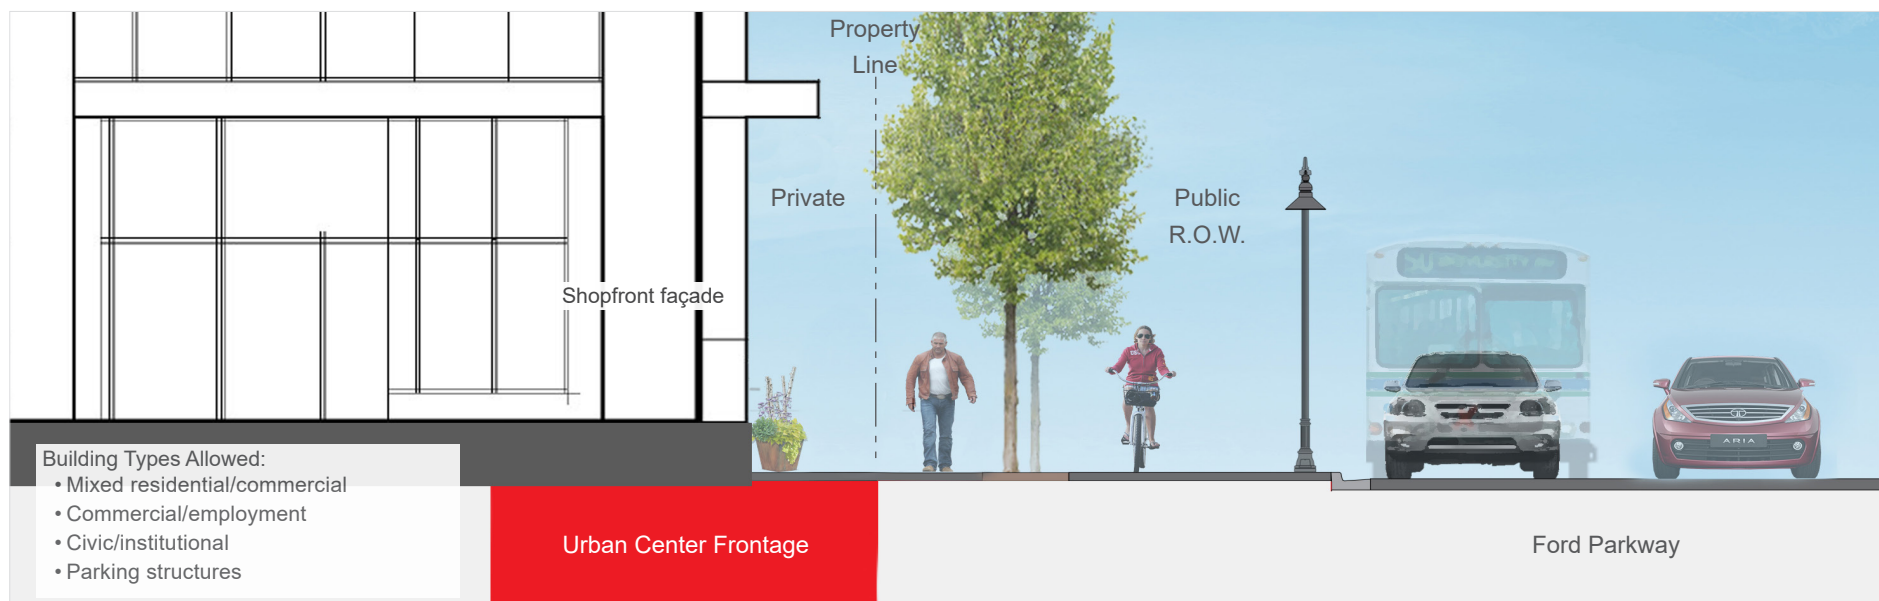 Property
Line
Private
Public
R.O.W.
Shopfront façade
Building Types Allowed:
• Mixed residential/commercial
• Commercial/employment
• Civic/institutional
• Parking structures
Urban Center Frontage
Ford Parkway
ARIA